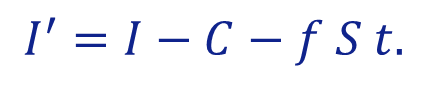 I′ = I − C − f S t.